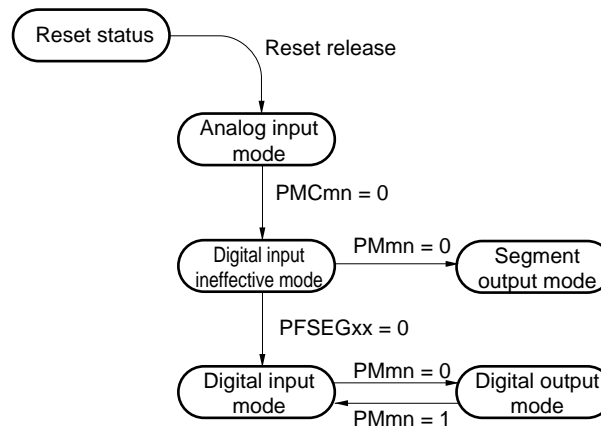 Reset status
Reset release
Analog input
mode
PMCmn = 0
Digital input
ineffective mode
PMmn = 0
Segment
output mode
PFSEGxx = 0
Digital input
mode
PMmn = 0
PMmn = 1
Digital output
mode